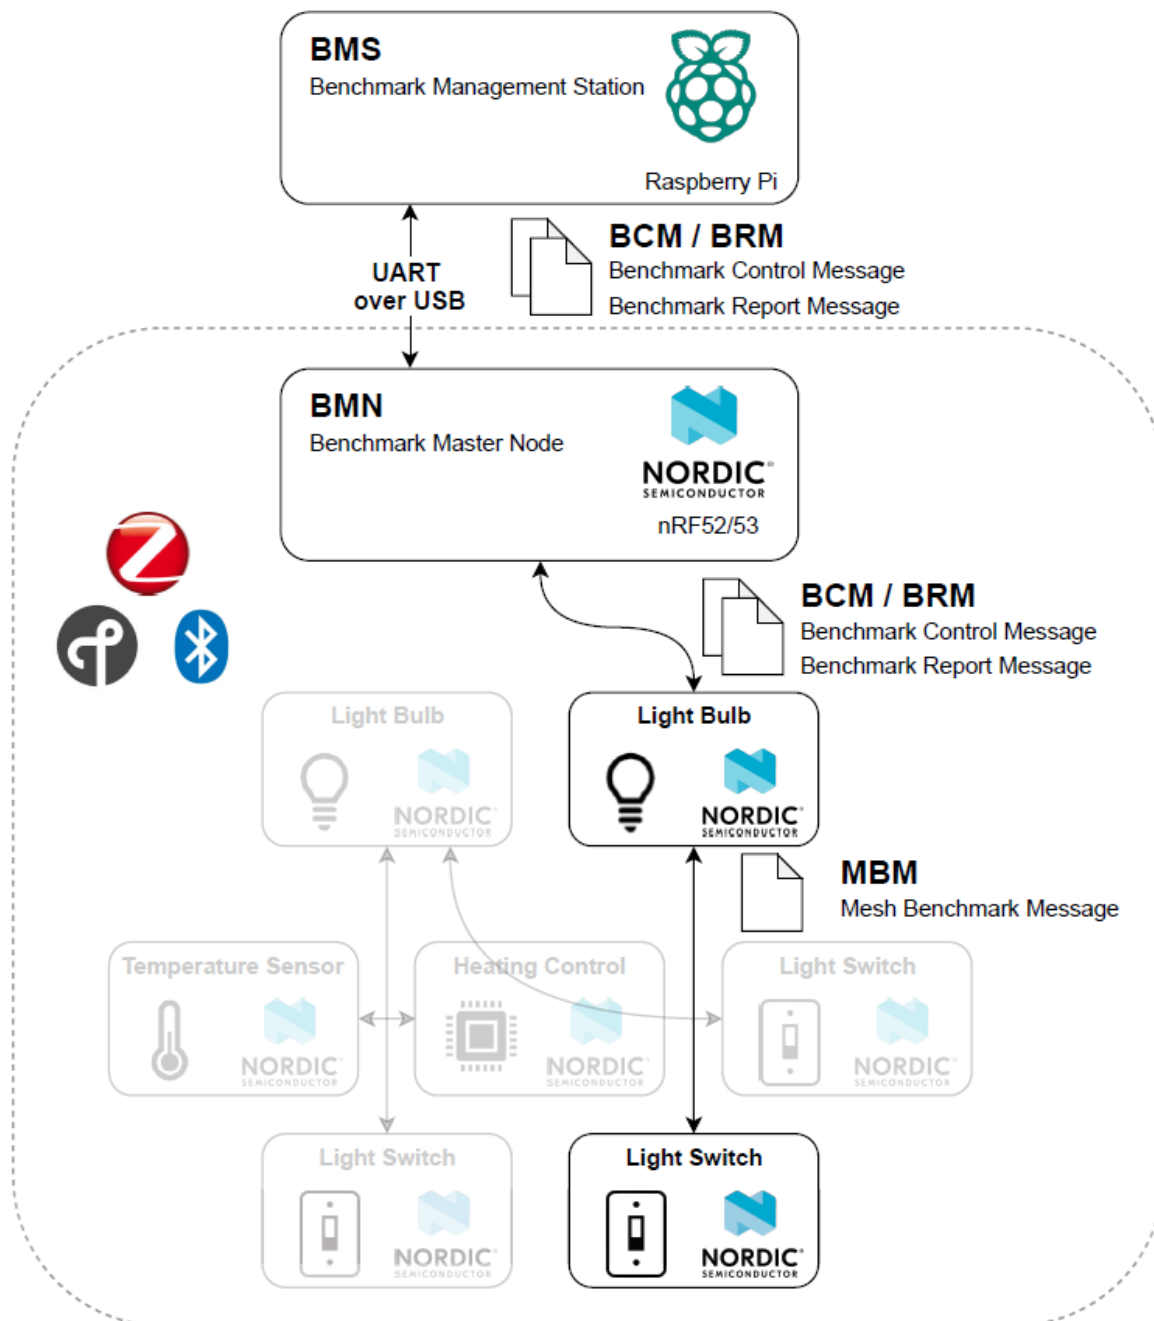 BMS
Benchmark Management Station
Raspberry Pi
UART
over USB
BCM / BRM
Benchmark Control Message
Benchmark Report Message
BMN
Benchmark Master Node
NORDIC
SEMICONDUCTOR
nRF52/53
BCM / BRM
Benchmark Control Message
Benchmark Report Message
Light Bulb
NORDIC
SEMICONDUCTOR
Light Bulb
NORDIC
SEMICONDUCTOR
MBM
Mesh Benchmark Message
Temperature Sensor
NORDIC
SEMICONDUCTOR
Heating Control
NORDIC
SEMICONDUCTOR
Light Switch
NORDIC
SEMICONDUCTOR
Light Switch
NORDIC
SEMICONDUCTOR
Light Switch
NORDIC
SEMICONDUCTOR